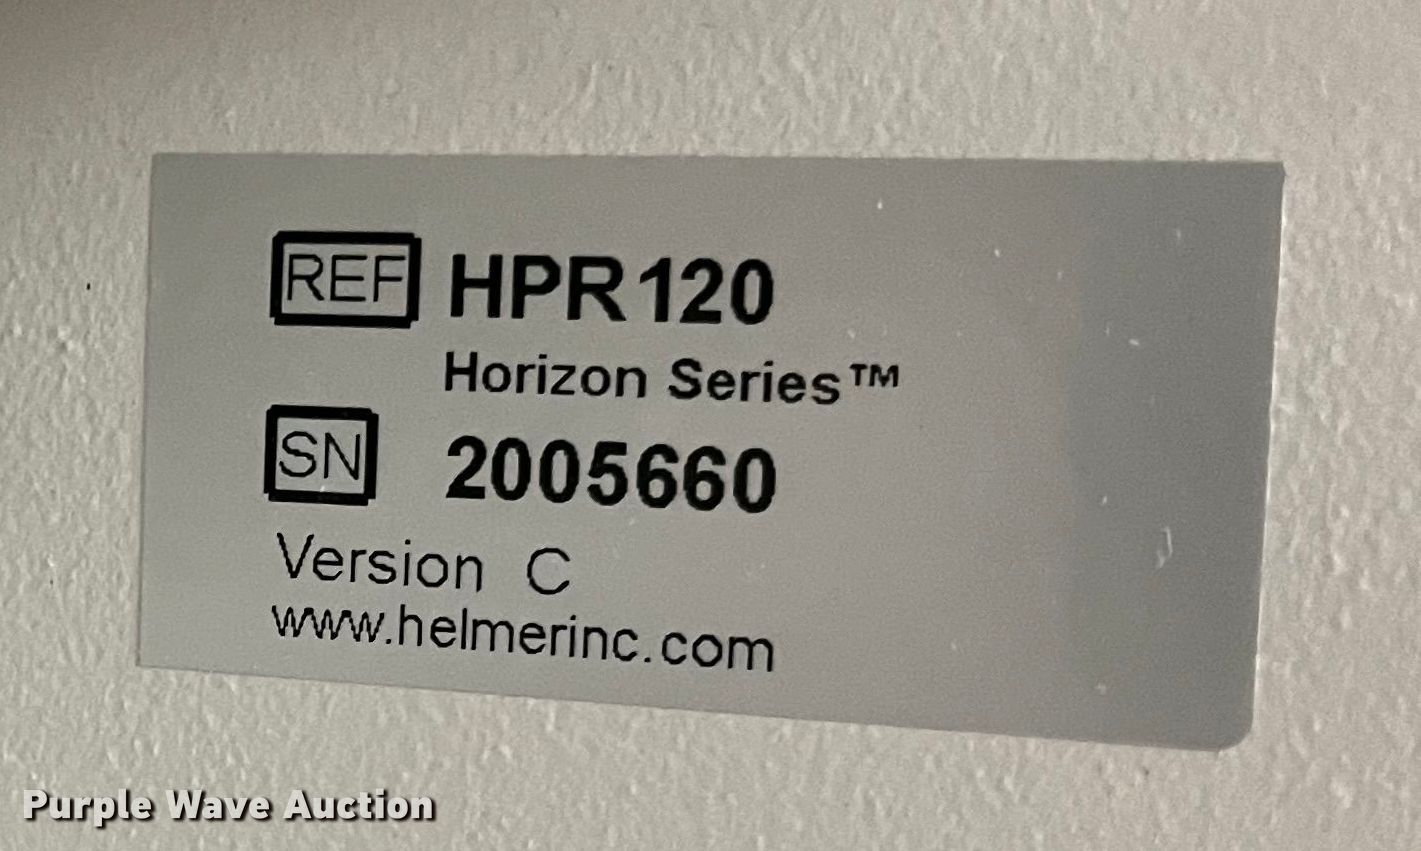 REF HPR120
Horizon Series™
SN 2005660
Version C
www.helmerinc.com
Purple Wave Auction